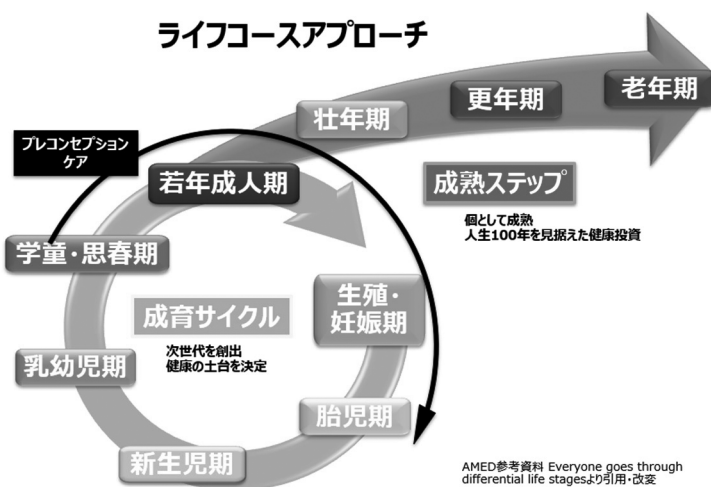 ライフコースアプローチ
壮年期
更年期
老年期
プレコンセプション
ケア
若年成人期
成熟ステップ
個として成熟
人生100年を見据えた健康投資
学童・思春期
生殖・
妊娠期
成育サイクル
次世代を創出
健康の土台を決定
乳幼児期
胎児期
新生児期
AMED参考資料 Everyone goes through
differential life stagesより引用・改変